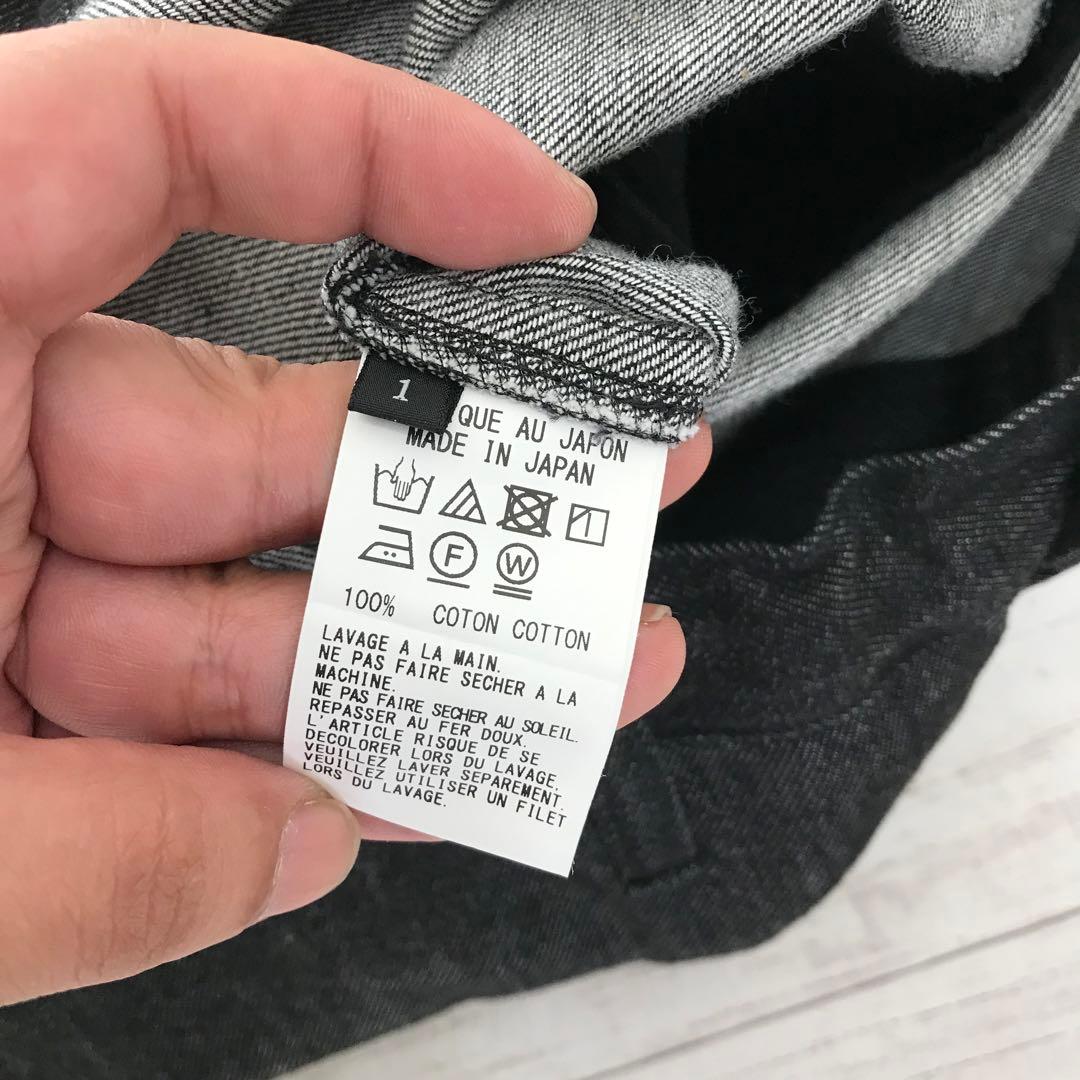 1
QUE AU JAPON
MADE IN JAPAN
F W
100% COTON COTTON
LAVAGE A LA MAIN.
NE PAS FAIRE SECHER A LA
MACHINE.
NE PAS FAIRE SECHER AU SOLEIL.
REPASSER AU FER DOUX.
L'ARTICLE RISQUE DE SE
DECOLORER LORS DU LAVAGE.
VEUILLEZ LAVER SEPAREMENT.
VEUILLEZ UTILISER UN FILET
LORS DU LAVAGE.